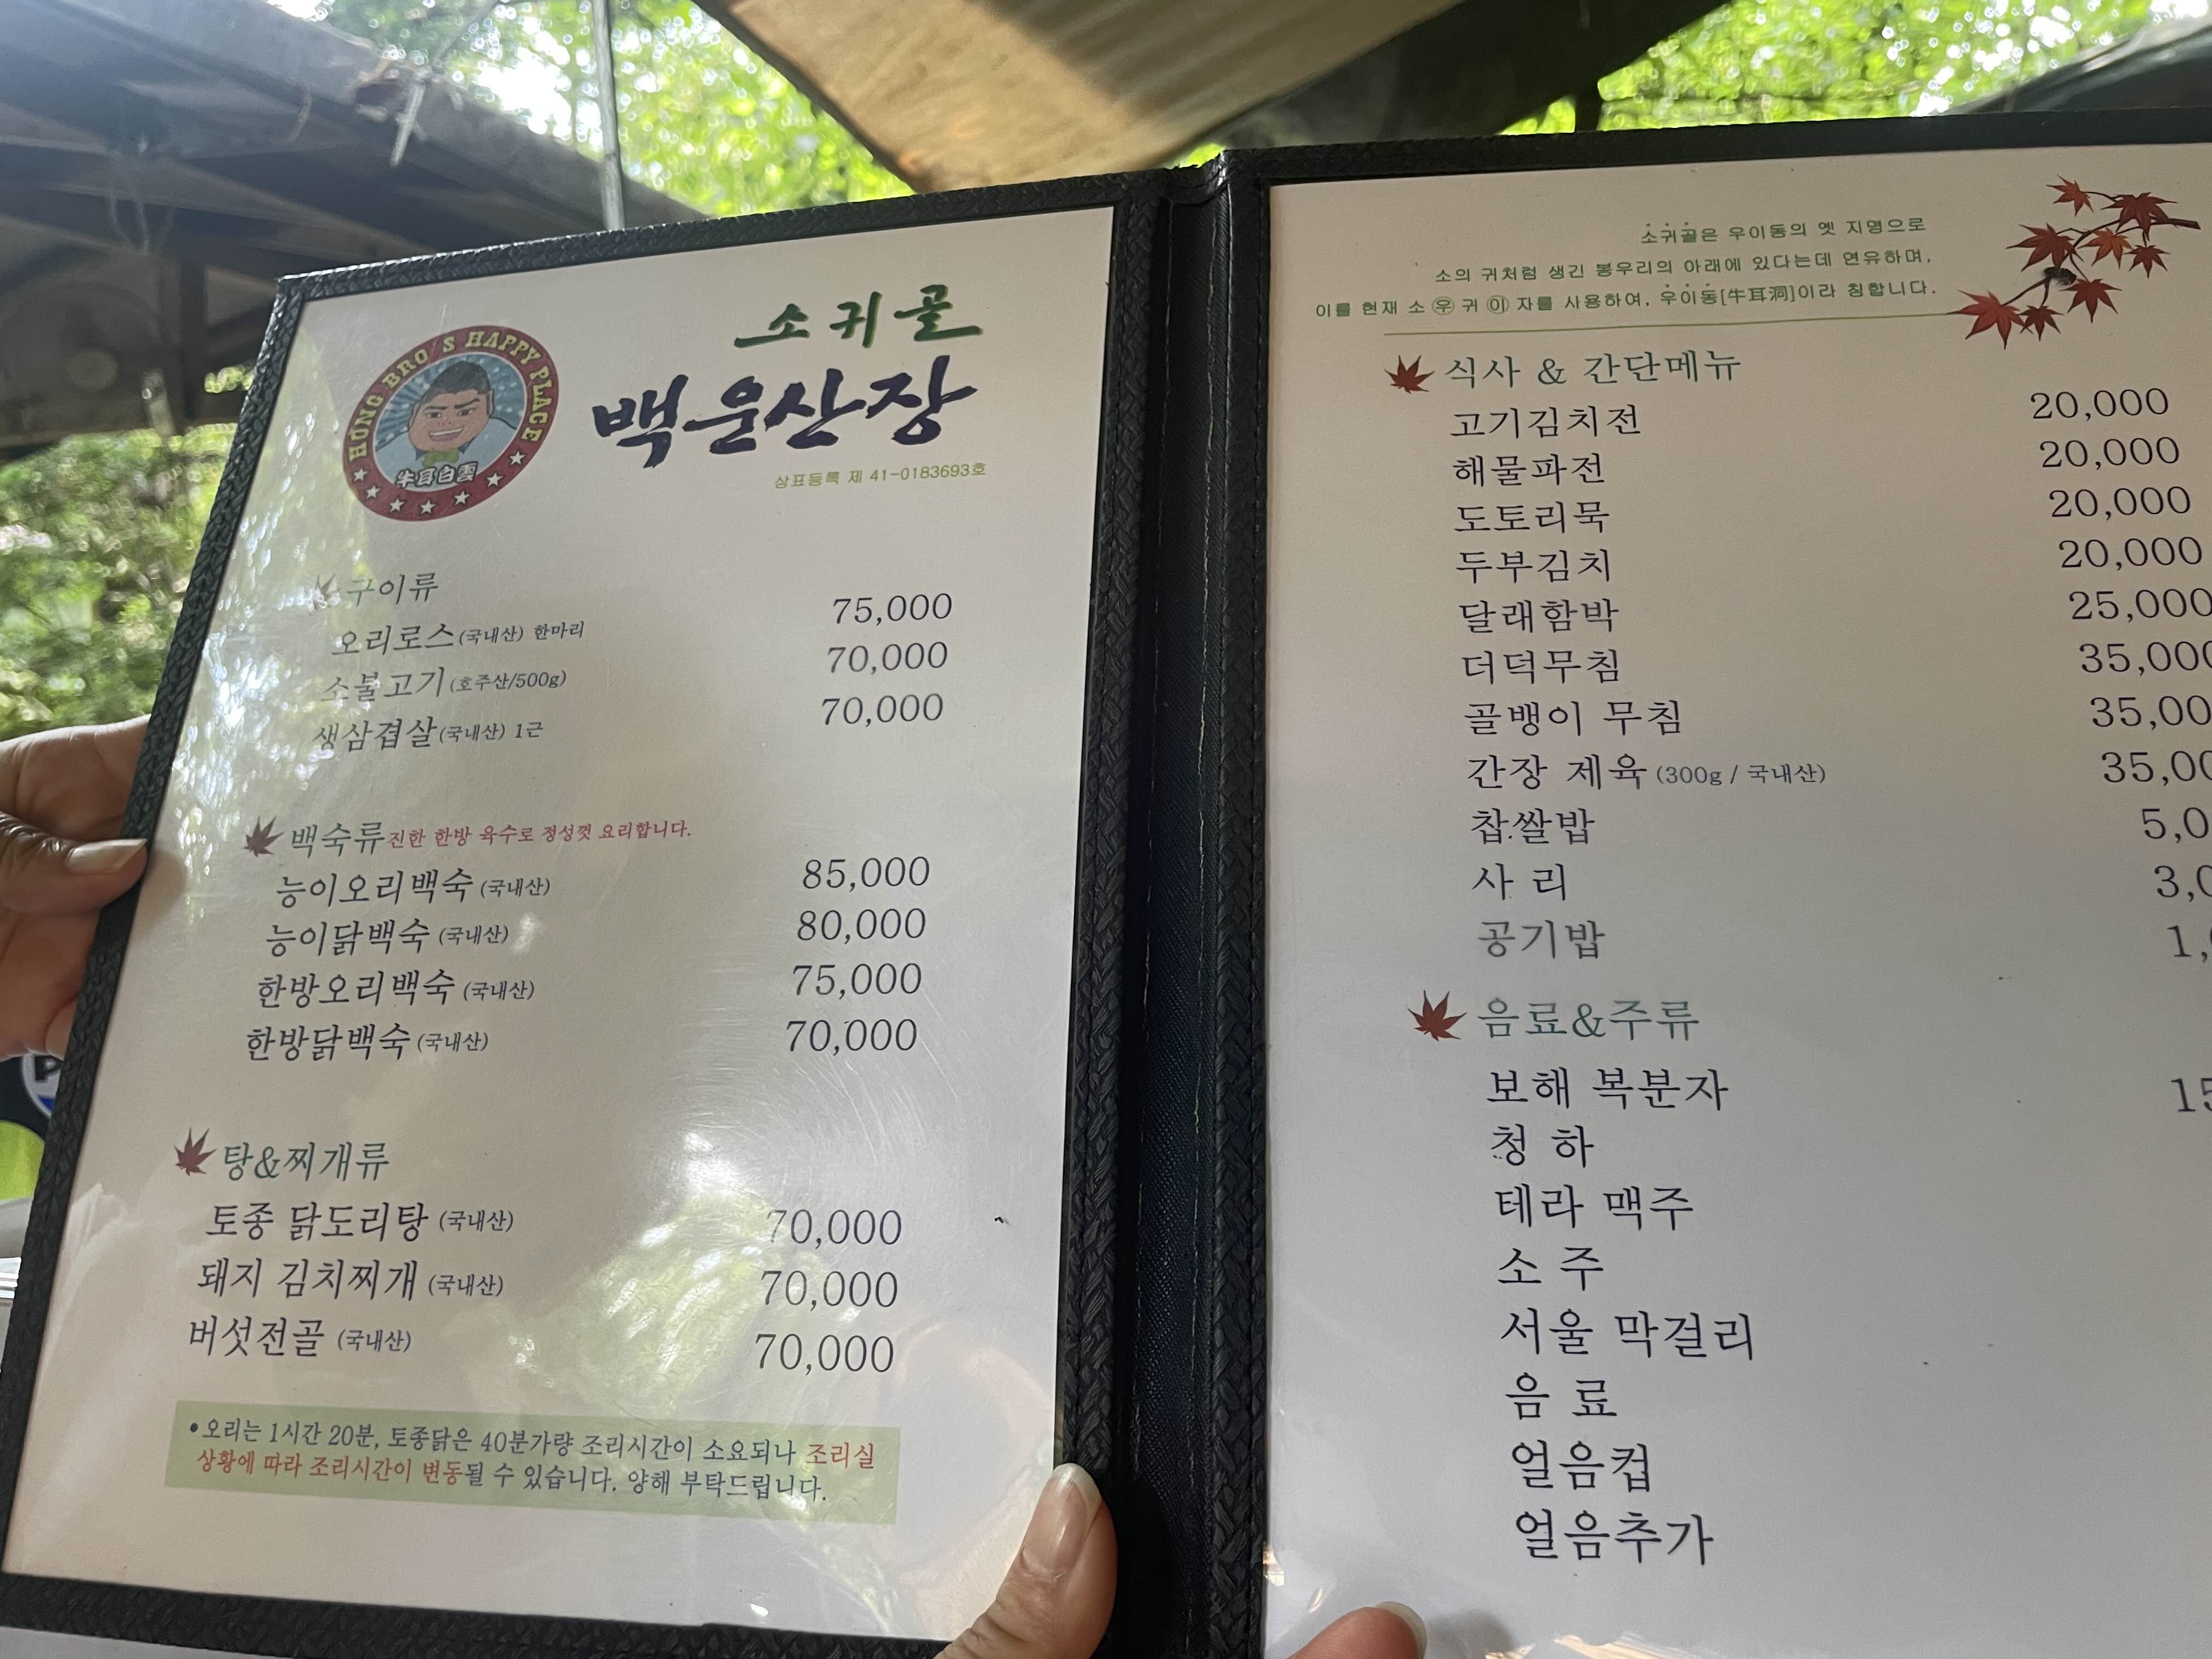 HONG BRO'S HAPPY PLACE
牛耳白雲
소귀골
백운산장
상표등록 제 41-0183693호
구이류
오리로스(국내산) 한마리 75,000
소불고기(호주산/500g) 70,000
생삼겹살(국내산) 1근 70,000
백숙류 진한 한방 육수로 정성껏 요리합니다.
능이오리백숙 (국내산) 85,000
능이닭백숙 (국내산) 80,000
한방오리백숙 (국내산) 75,000
한방닭백숙 (국내산) 70,000
탕&찌개류
토종 닭도리탕 (국내산) 70,000
돼지 김치찌개 (국내산) 70,000
버섯전골 (국내산) 70,000
•오리는 1시간 20분, 토종닭은 40분가량 조리시간이 소요되나 조리실
상황에 따라 조리시간이 변동될 수 있습니다. 양해 부탁드립니다.
소귀골은 우이동의 옛 지명으로
소의 귀처럼 생긴 봉우리의 아래에 있다는데 연유하며,
이를 현재 소 우 귀 이 자를 사용하여, 우이동[牛耳洞]이라 칭합니다.
식사 & 간단메뉴
고기김치전 20,000
해물파전 20,000
도토리묵 20,000
두부김치 20,000
달래함박 25,000
더덕무침 35,000
골뱅이 무침 35,00
간장 제육 (300g / 국내산) 35,00
찹쌀밥 5,0
사 리 3,0
공기밥 1,
음료&주류
보해 복분자 15
청 하
테라 맥주
소 주
서울 막걸리
음 료
얼음컵
얼음추가